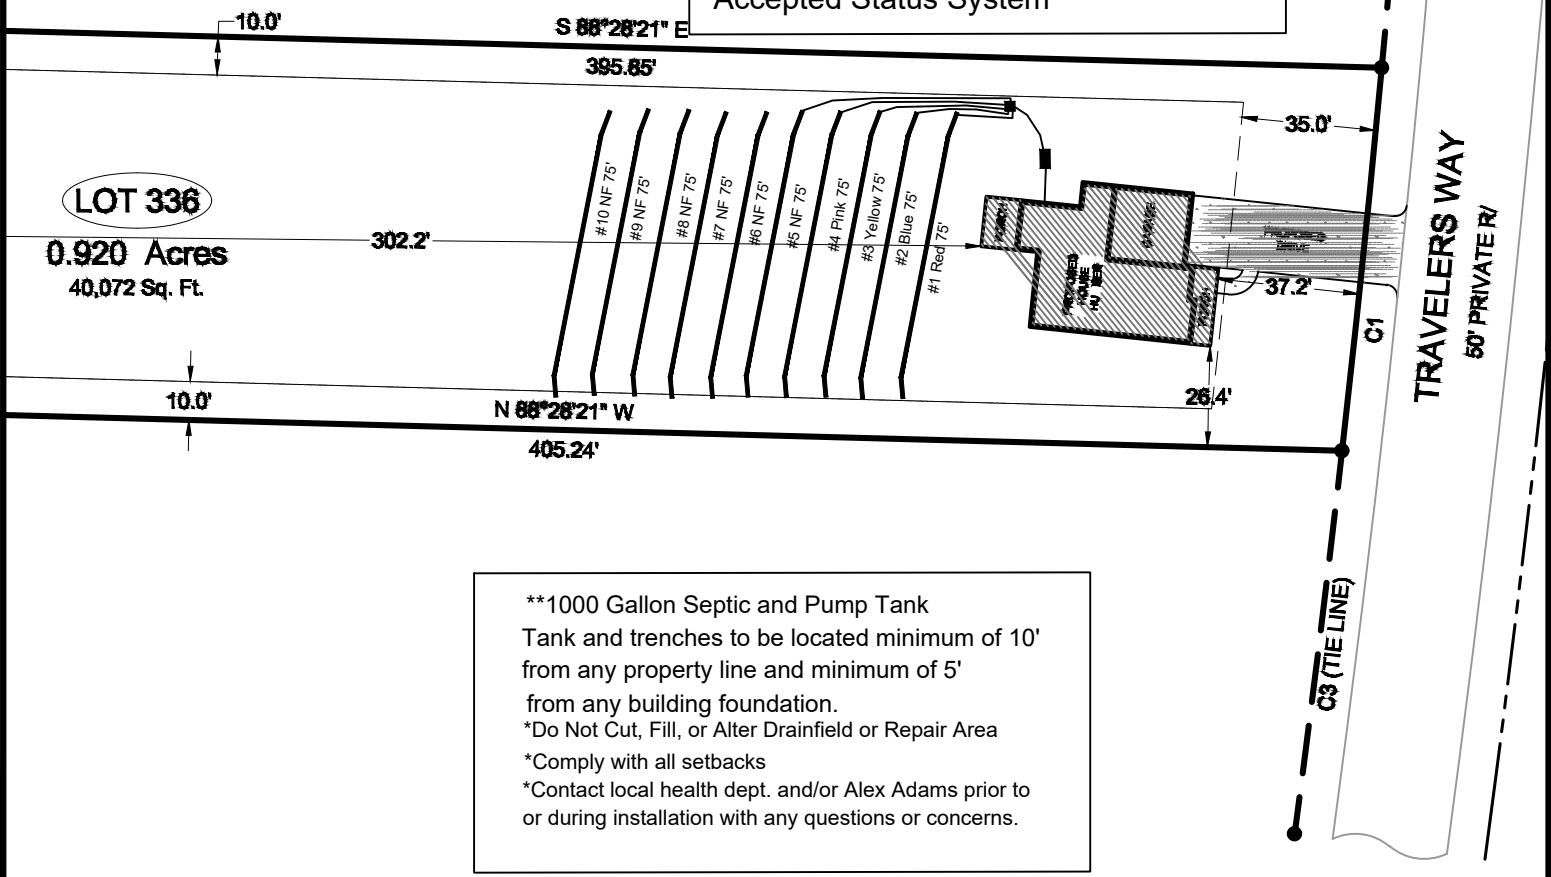 Accepted Status System
10.0'
S 88°28'21" E
395.85'
35.0'
LOT 336
0.920 Acres
40,072 Sq. Ft.
302.2'
#10 NF 75'
#9 NF 75'
#8 NF 75'
#7 NF 75'
#6 NF 75'
#5 NF 75'
#4 Pink 75'
#3 Yellow 75'
#2 Blue 75'
#1 Red 75'
PORCH
GARAGE
PROPOSED
HOUSE
PORCH
37.2'
C1
TRAVELERS WAY
50' PRIVATE R/
10.0'
N 88°28'21" W
405.24'
26.4'
C3 (TIE LINE)
**1000 Gallon Septic and Pump Tank
Tank and trenches to be located minimum of 10'
from any property line and minimum of 5'
from any building foundation.
*Do Not Cut, Fill, or Alter Drainfield or Repair Area
*Comply with all setbacks
*Contact local health dept. and/or Alex Adams prior to
or during installation with any questions or concerns.